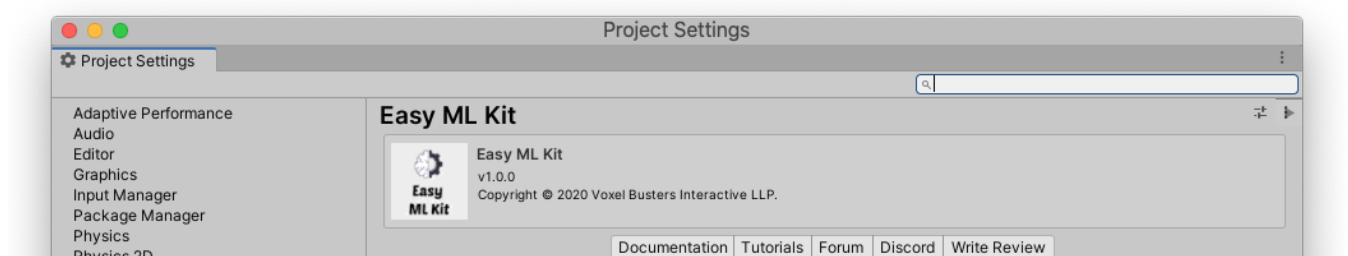 Project Settings
Project Settings
Adaptive Performance
Audio
Editor
Graphics
Input Manager
Package Manager
Physics
Physics 2D
Easy ML Kit
Easy
ML Kit
Easy ML Kit
v1.0.0
Copyright © 2020 Voxel Busters Interactive LLP.
Documentation Tutorials Forum Discord Write Review